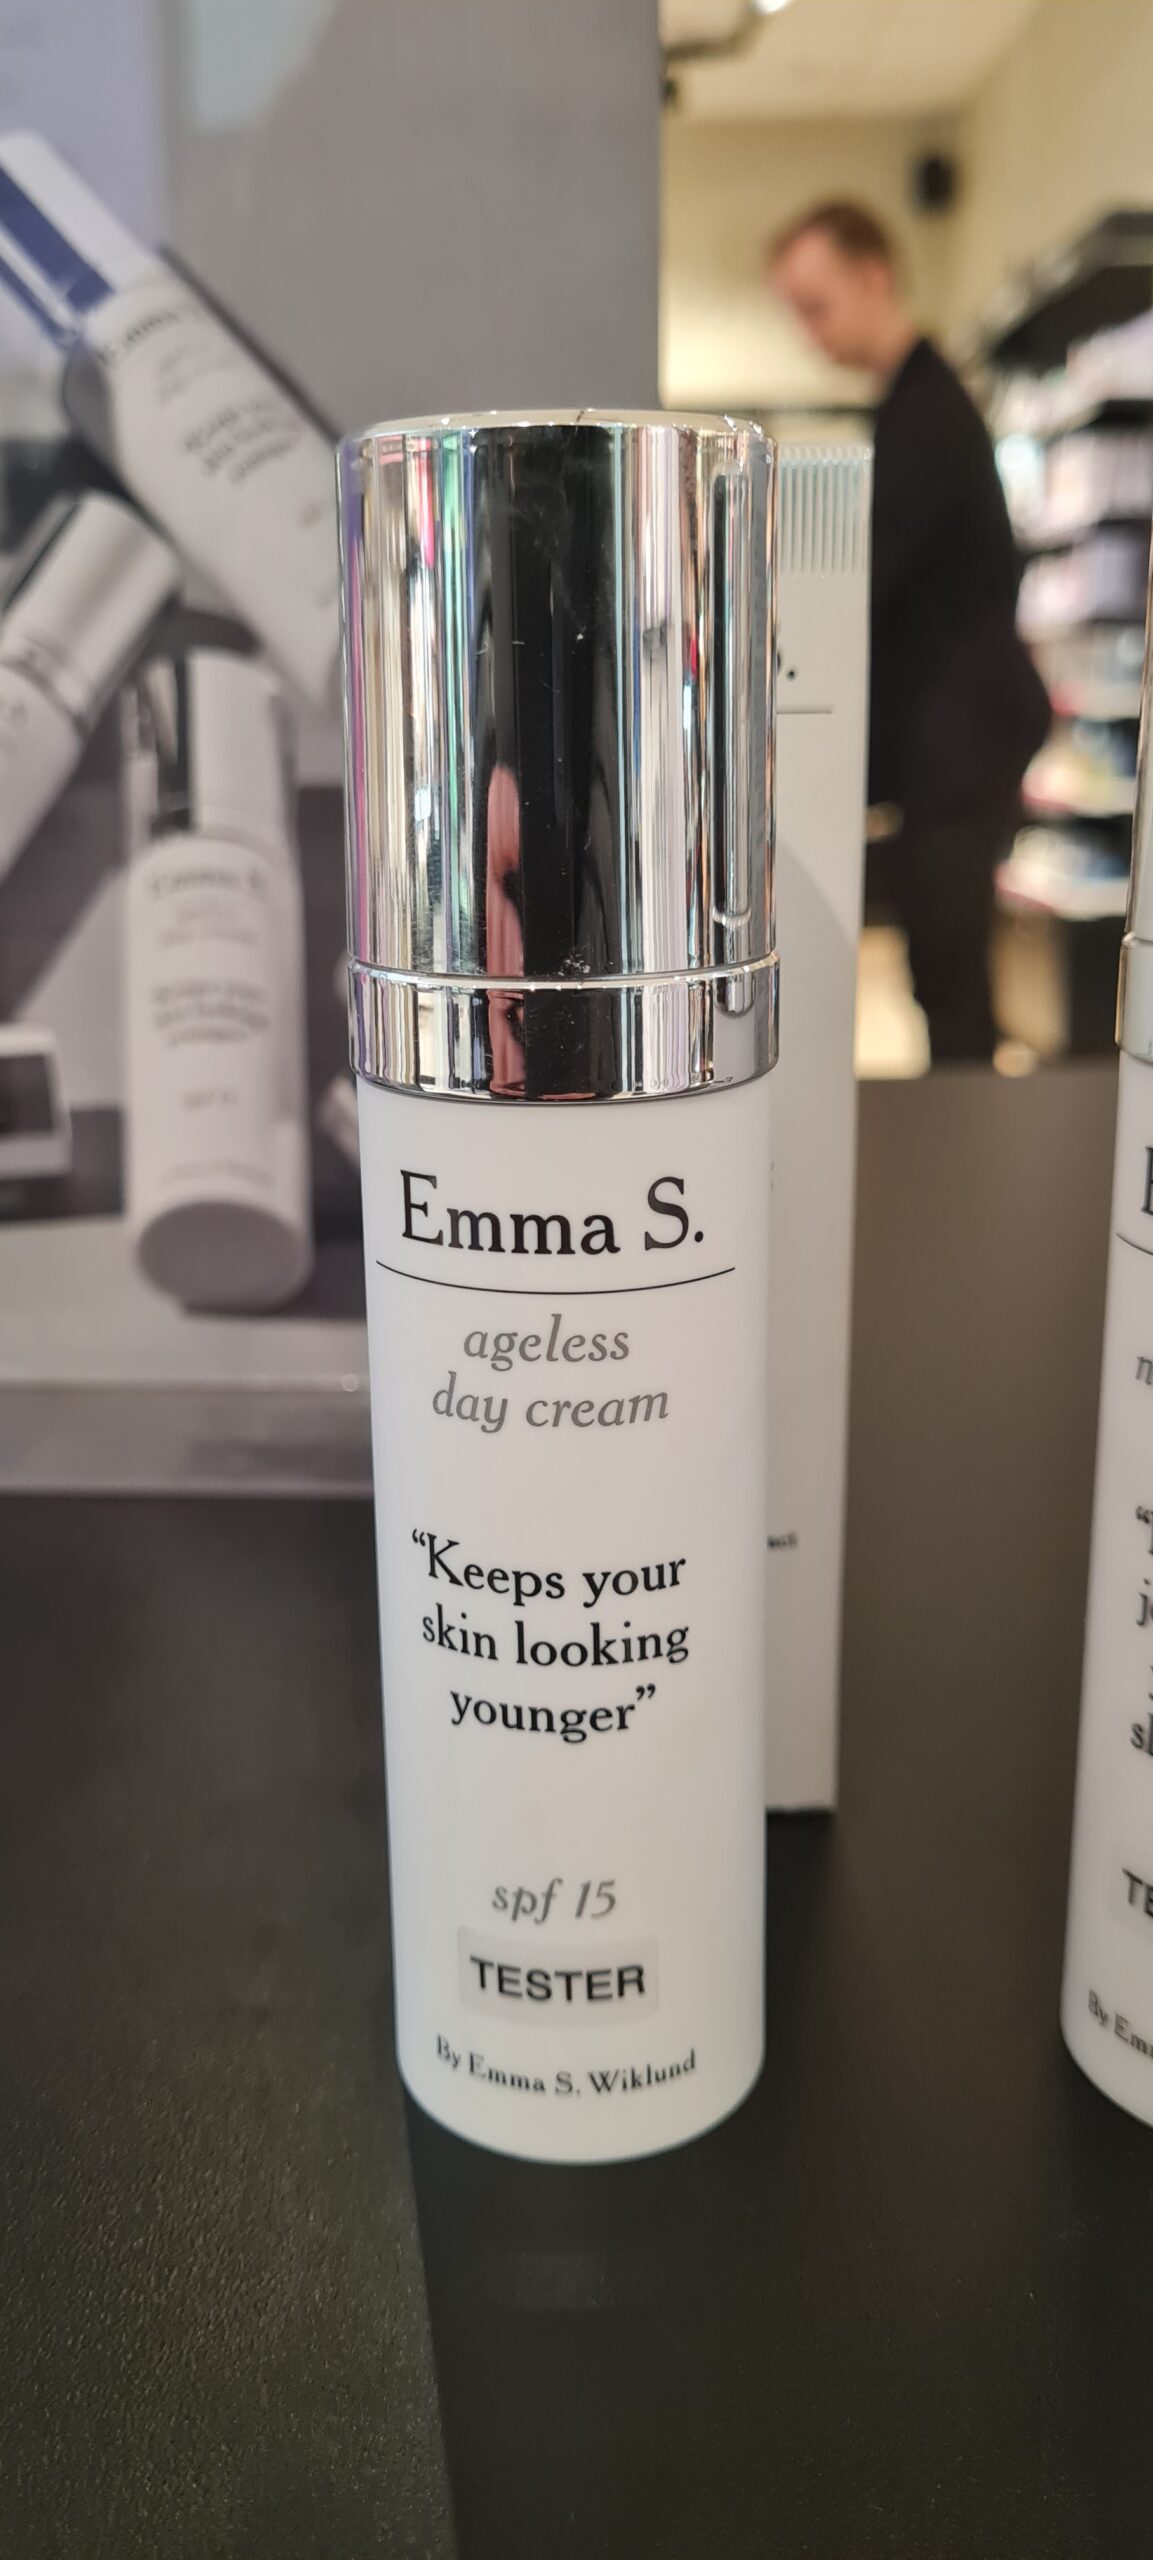 Emma S.
ageless
day cream
“Keeps your
skin looking
younger”
spf 15
TESTER
By Emma S. Wiklund